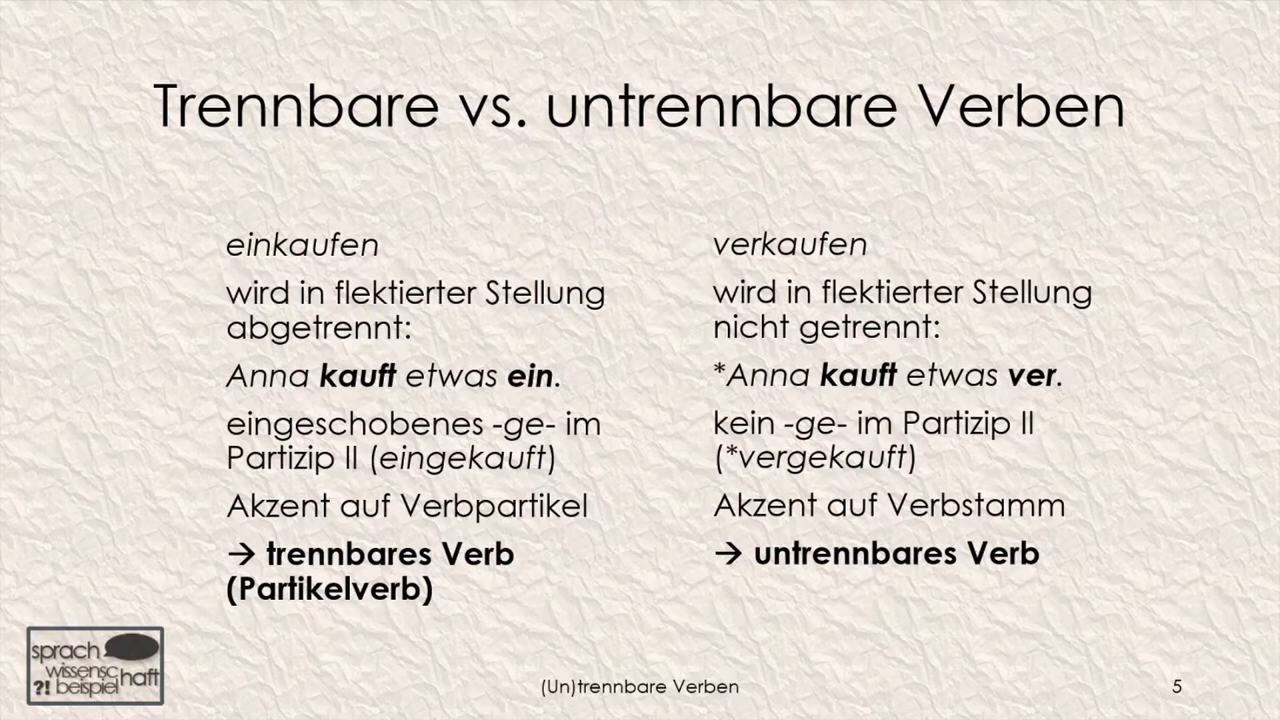 Trennbare vs. untrennbare Verben
einkaufen
wird in flektierter Stellung
abgetrennt:
Anna kauft etwas ein.
eingeschobenes -ge- im
Partizip II (eingekauft)
Akzent auf Verbpartikel
→ trennbares Verb
(Partikelverb)
verkaufen
wird in flektierter Stellung
nicht getrennt:
*Anna kauft etwas ver.
kein -ge- im Partizip II
(*vergekauft)
Akzent auf Verbstamm
→ untrennbares Verb
sprach
wissensc haft
?! beispiel
(Un)trennbare Verben
5